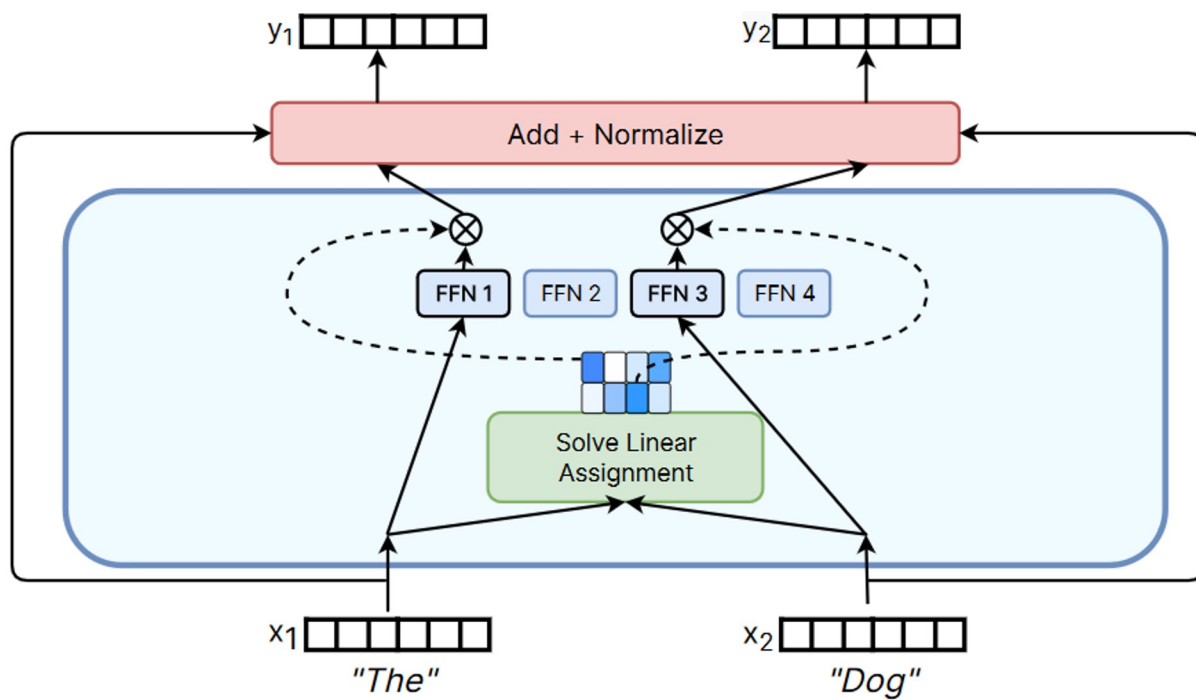 y1 y2
Add + Normalize
FFN 1 FFN 2 FFN 3 FFN 4
Solve Linear
Assignment
x1 x2
"The" "Dog"